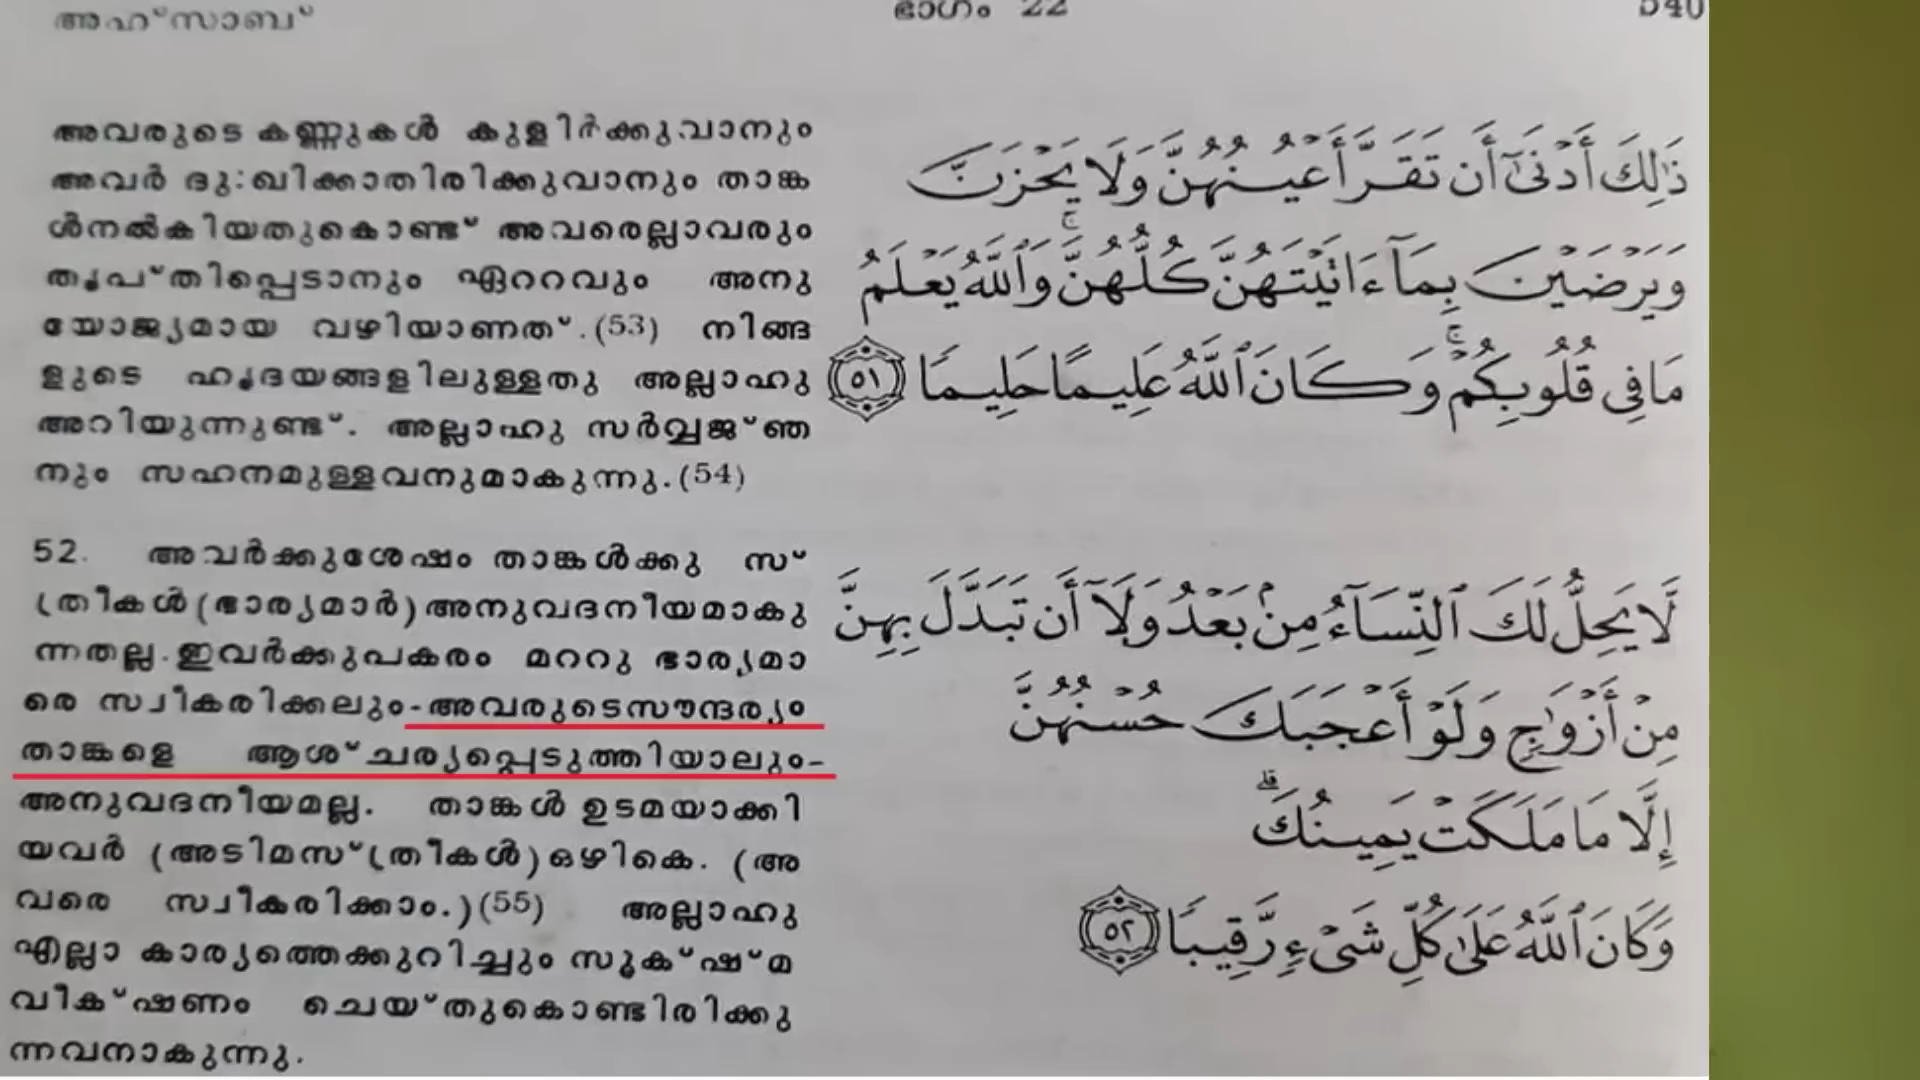 അഹ്സാബ്
ഭാഗം 22
540
അവരുടെ കണ്ണുകൾ കുളിർക്കുവാനും
അവർ ദു:ഖിക്കാതിരിക്കുവാനും താങ്ക
ൾനൽകിയതുകൊണ്ട് അവരെല്ലാവരും
തൃപ്തിപ്പെടാനും ഏററവും അനു
യോജ്യമായ വഴിയാണത്.(53) നിങ്ങ
ളുടെ ഹൃദയങ്ങളിലുള്ളതു അല്ലാഹു
അറിയുന്നുണ്ട്. അല്ലാഹു സർവ്വജ്ഞ
നും സഹനമുള്ളവനുമാകുന്നു.(54)
52. അവർക്കുശേഷം താങ്കൾക്കു സ്
ത്രീകൾ(ഭാര്യമാർ)അനുവദനീയമാകു
ന്നതല്ല.ഇവർക്കുപകരം മററു ഭാര്യമാ
രെ സ്വീകരിക്കലും-അവരുടെസൗന്ദര്യം
താങ്കളെ ആശ്ചര്യപ്പെടുത്തിയാലും-
അനുവദനീയമല്ല. താങ്കൾ ഉടമയാക്കി
യവർ (അടിമസ്ത്രീകൾ)ഒഴികെ. (അ
വരെ സ്വീകരിക്കാം.)(55) അല്ലാഹു
എല്ലാ കാര്യത്തെക്കുറിച്ചും സൂക്ഷ്മ
വീക്ഷണം ചെയ്തുകൊണ്ടിരിക്കു
ന്നവനാകുന്നു.
ذَٰلِكَ أَدْنَىٰٓ أَن تَقَرَّ أَعْيُنُهُنَّ وَلَا يَحْزَنَّ
وَيَرْضَيْنَ بِمَآ ءَاتَيْتَهُنَّ كُلُّهُنَّ ۚ وَٱللَّهُ يَعْلَمُ
مَا فِى قُلُوبِكُمْ ۚ وَكَانَ ٱللَّهُ عَلِيمًا حَلِيمًا ٥١
لَّا يَحِلُّ لَكَ ٱلنِّسَآءُ مِنۢ بَعْدُ وَلَآ أَن تَبَدَّلَ بِهِنَّ
مِنْ أَزْوَٰجٍ وَلَوْ أَعْجَبَكَ حُسْنُهُنَّ
إِلَّا مَا مَلَكَتْ يَمِينُكَ ۗ
وَكَانَ ٱللَّهُ عَلَىٰ كُلِّ شَىْءٍ رَّقِيبًا ٥٢